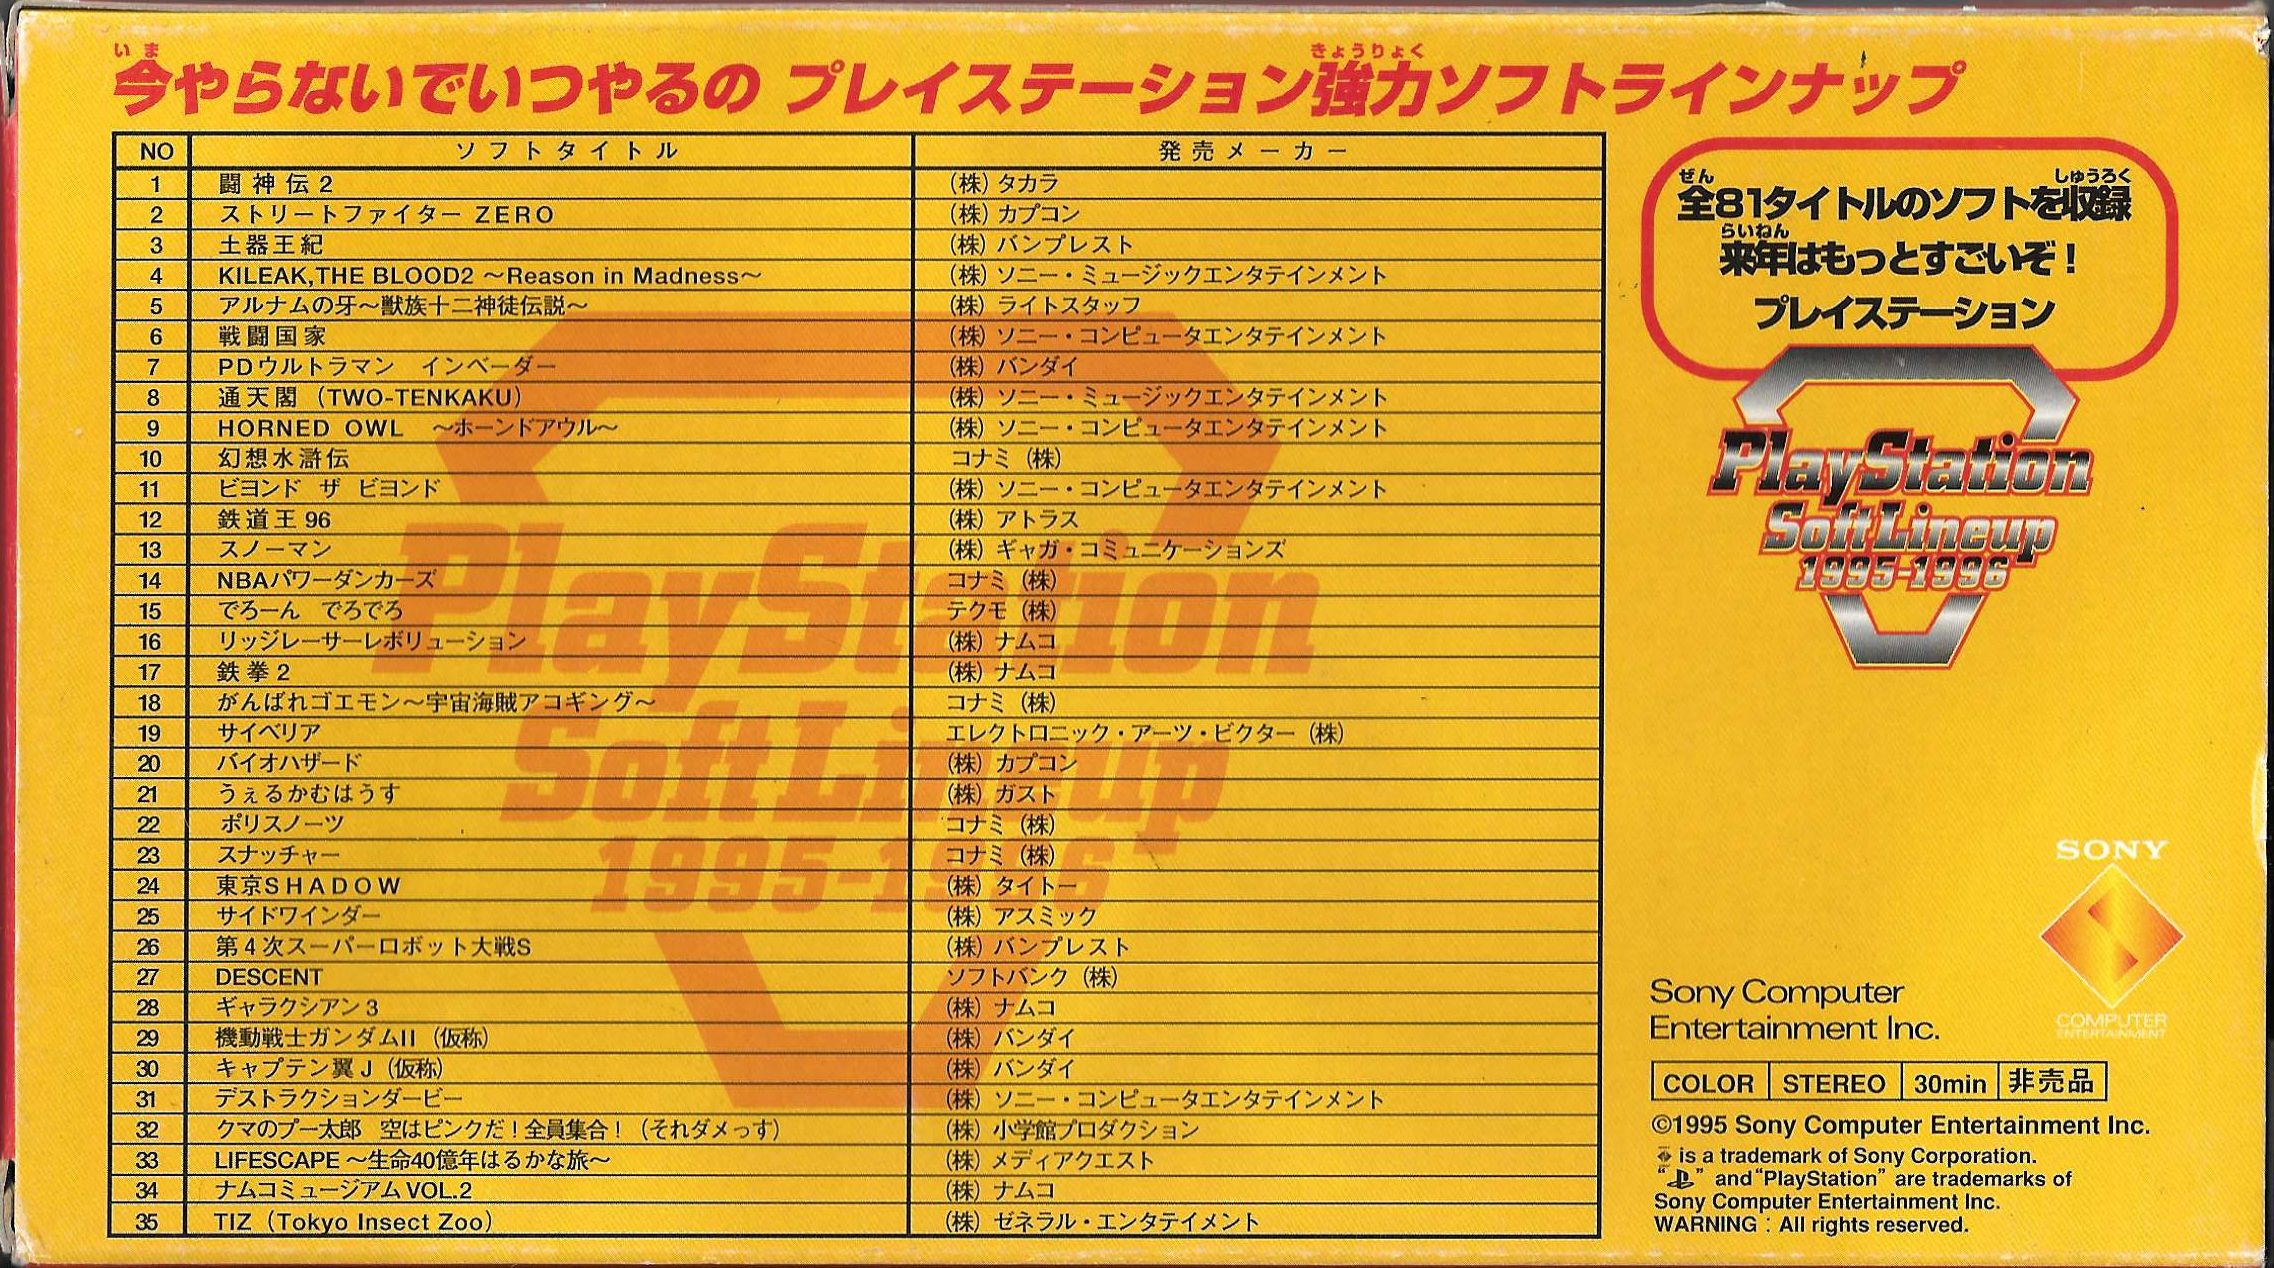 いま きょうりょく
今やらないでいつやるの プレイステーション強力ソフトラインナップ
NO ソフトタイトル 発売メーカー
1 闘神伝2 (株)タカラ
2 ストリートファイター ZERO (株)カプコン
3 土器王紀 (株)バンプレスト
4 KILEAK,THE BLOOD2 〜Reason in Madness〜 (株)ソニー・ミュージックエンタテインメント
5 アルナムの牙〜獣族十二神徒伝説〜 (株)ライトスタッフ
6 戦闘国家 (株)ソニー・コンピュータエンタテインメント
7 PDウルトラマン インベーダー (株)バンダイ
8 通天閣(TWO-TENKAKU) (株)ソニー・ミュージックエンタテインメント
9 HORNED OWL 〜ホーンドアウル〜 (株)ソニー・コンピュータエンタテインメント
10 幻想水滸伝 コナミ(株)
11 ビヨンド ザ ビヨンド (株)ソニー・コンピュータエンタテインメント
12 鉄道王96 (株)アトラス
13 スノーマン (株)ギャガ・コミュニケーションズ
14 NBAパワーダンカーズ コナミ(株)
15 でろーん でろでろ テクモ(株)
16 リッジレーサーレボリューション (株)ナムコ
17 鉄拳2 (株)ナムコ
18 がんばれゴエモン〜宇宙海賊アコギング〜 コナミ(株)
19 サイベリア エレクトロニック・アーツ・ビクター(株)
20 バイオハザード (株)カプコン
21 うぇるかむはうす (株)ガスト
22 ポリスノーツ コナミ(株)
23 スナッチャー コナミ(株)
24 東京SHADOW (株)タイトー
25 サイドワインダー (株)アスミック
26 第4次スーパーロボット大戦S (株)バンプレスト
27 DESCENT ソフトバンク(株)
28 ギャラクシアン3 (株)ナムコ
29 機動戦士ガンダムII(仮称) (株)バンダイ
30 キャプテン翼J(仮称) (株)バンダイ
31 デストラクションダービー (株)ソニー・コンピュータエンタテインメント
32 クマのプー太郎 空はピンクだ!全員集合!(それダメっす) (株)小学館プロダクション
33 LIFESCAPE〜生命40億年はるかな旅〜 (株)メディアクエスト
34 ナムコミュージアムVOL.2 (株)ナムコ
35 TIZ(Tokyo Insect Zoo) (株)ゼネラル・エンタテイメント
PlayStation
Soft Lineup
1995-1996
ぜん しゅうろく
全81タイトルのソフトを収録
らいねん
来年はもっとすごいぞ!
プレイステーション
PlayStation
Soft Lineup
1995-1996
SONY
COMPUTER
ENTERTAINMENT
Sony Computer
Entertainment Inc.
COLOR STEREO 30min 非売品
©1995 Sony Computer Entertainment Inc.
is a trademark of Sony Corporation.
“ ” and “PlayStation” are trademarks of
Sony Computer Entertainment Inc.
WARNING : All rights reserved.